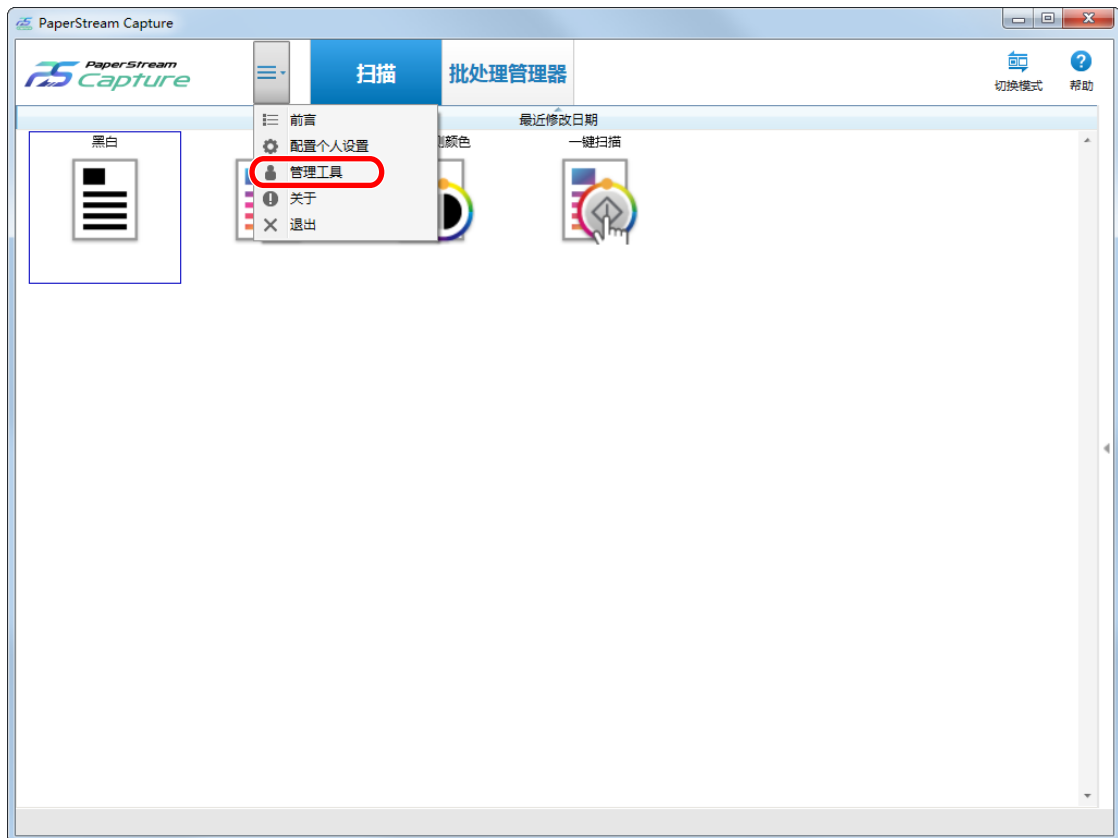 PaperStream Capture
PaperStream
Capture
扫描
批处理管理器
切换模式
帮助
最近修改日期
前言
配置个人设置
管理工具
关于
退出
黑白
颜色
一键扫描